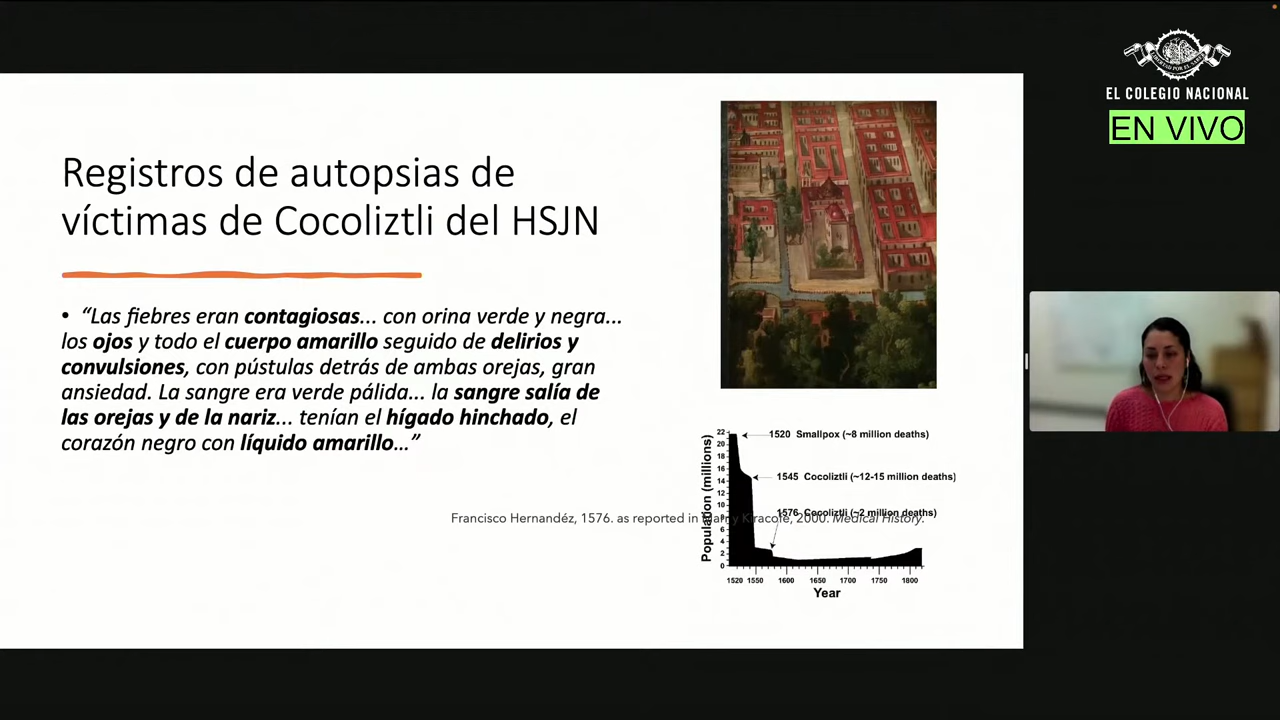 EL COLEGIO NACIONAL
EN VIVO
Registros de autopsias de
víctimas de Cocoliztli del HSJN
• “Las fiebres eran contagiosas... con orina verde y negra...
los ojos y todo el cuerpo amarillo seguido de delirios y
convulsiones, con pústulas detrás de ambas orejas, gran
ansiedad. La sangre era verde pálida... la sangre salía de
las orejas y de la nariz... tenían el hígado hinchado, el
corazón negro con líquido amarillo...”
Francisco Hernandéz, 1576. as reported in Kiracofe, 2000. Medical History.
Population (millions)
22
20
18
16
14
12
10
8
6
4
2
0
1520 Smallpox (~8 million deaths)
1545 Cocoliztli (~12-15 million deaths)
1576 Cocoliztli (~2 million deaths)
1520 1550 1600 1650 1700 1750 1800
Year